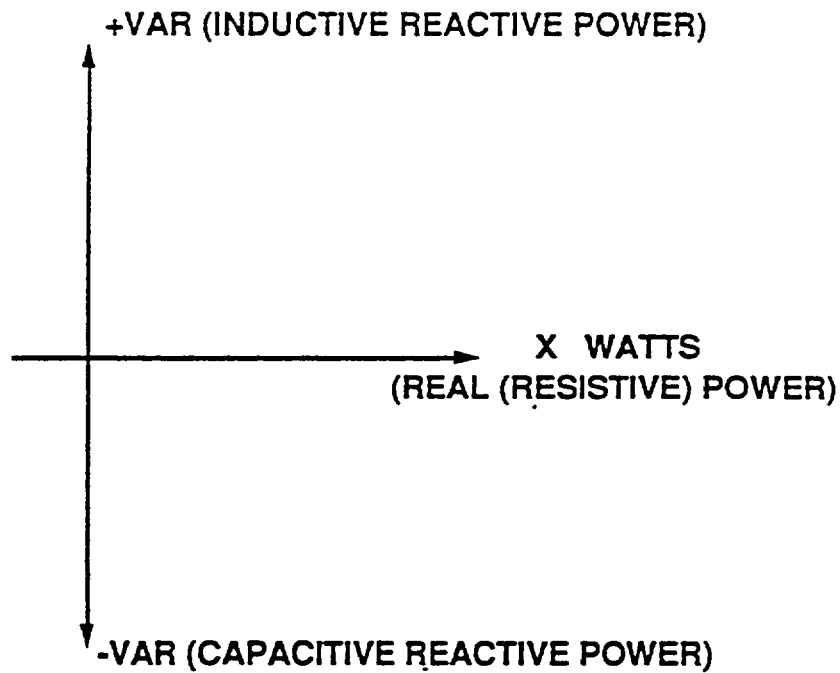 +VAR (INDUCTIVE REACTIVE POWER)
X WATTS
(REAL (RESISTIVE) POWER)
-VAR (CAPACITIVE REACTIVE POWER)